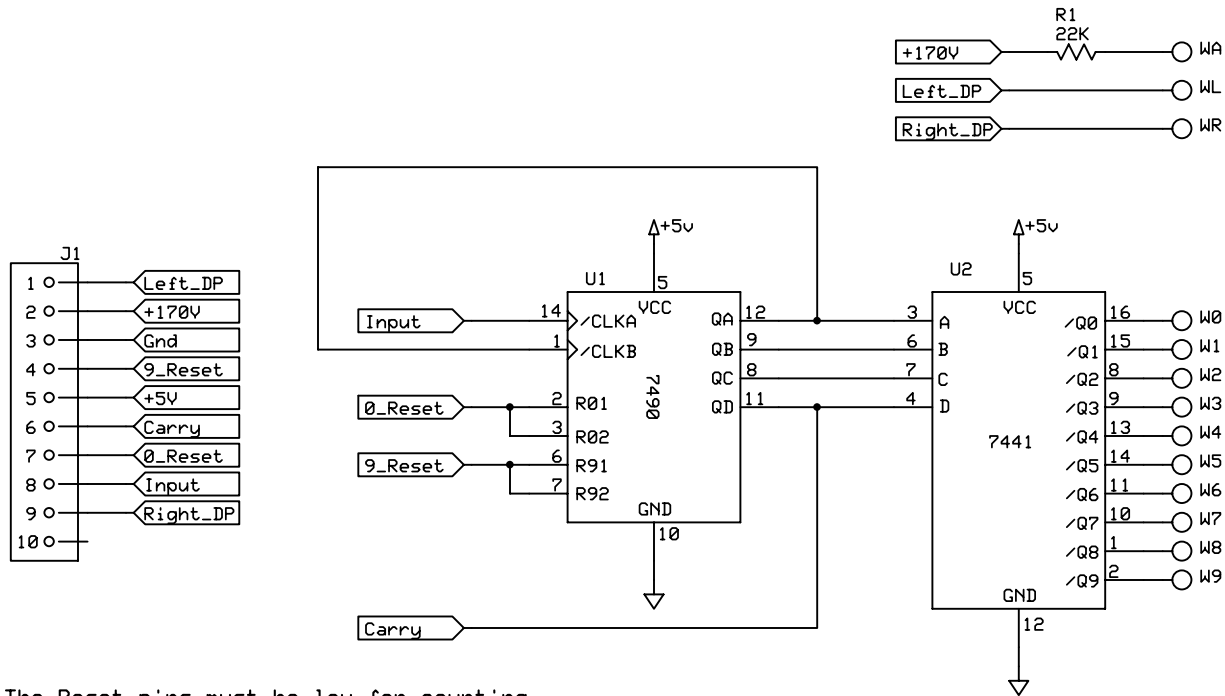 R1
22K
+170V
WA
Left_DP
WL
Right_DP
WR
J1
1 Left_DP
2 +170V
3 Gnd
4 9_Reset
5 +5V
6 Carry
7 0_Reset
8 Input
9 Right_DP
10
U1
+5v
5
VCC
Input
14 /CLKA
1 /CLKB
0_Reset
2 R01
3 R02
9_Reset
6 R91
7 R92
7490
QA 12
QB 9
QC 8
QD 11
GND
10
Carry
U2
+5v
5
VCC
3 A
6 B
7 C
4 D
7441
/Q0 16 W0
/Q1 15 W1
/Q2 8 W2
/Q3 9 W3
/Q4 13 W4
/Q5 14 W5
/Q6 11 W6
/Q7 10 W7
/Q8 1 W8
/Q9 2 W9
GND
12
The Reset pins must be low for counting